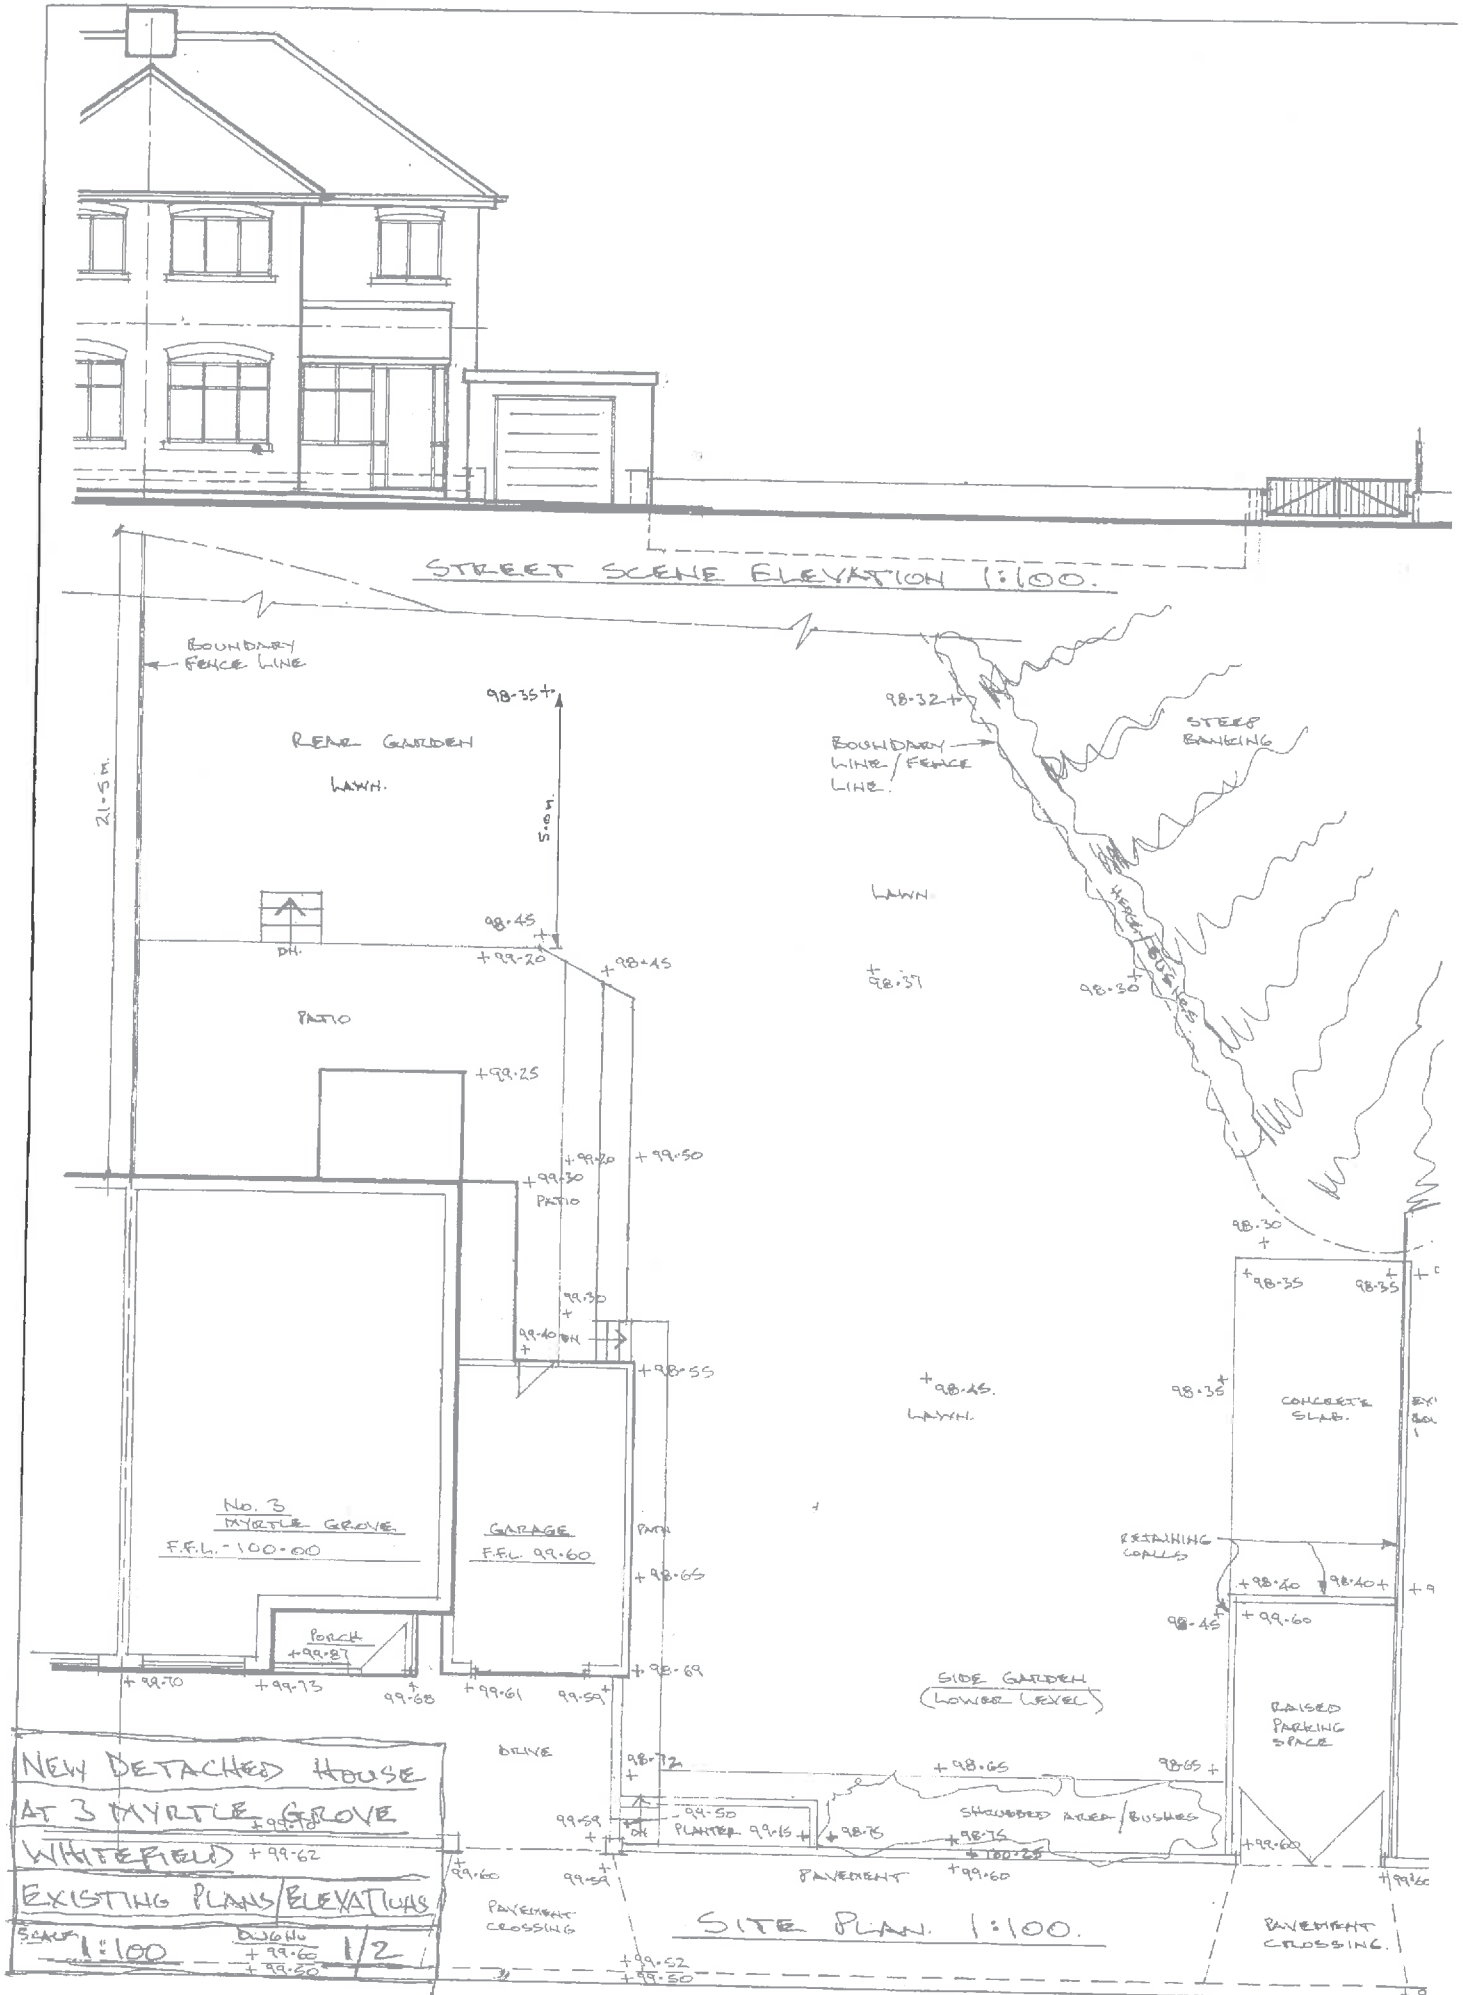 STREET SCENE ELEVATION 1:100.
BOUNDARY
FENCE LINE
98.35
98.32
REAR GARDEN
LAWN.
21.5m.
5.0m.
BOUNDARY
LINE/FENCE
LINE.
STEEP
BANKING
LAWN
HEDGE/BUSHES
98.45
DN.
99.20
98.45
98.37
98.30
PATIO
99.25
99.20
99.50
99.30
PATIO
98.30
98.35
98.35
99.30
99.40
DN
98.55
98.45.
LAWN.
98.35
CONCRETE
SLAB.
No. 3
MYRTLE GROVE
F.F.L. - 100.00
GARAGE
F.F.L. 99.60
PATH
RETAINING
WALLS
98.65
98.40
98.40
98.45
99.60
PORCH
99.87
99.70
99.73
99.68
99.61
99.59
98.69
SIDE GARDEN
(LOWER LEVEL)
RAISED
PARKING
SPACE
DRIVE
98.72
98.65
98.65
99.59
99.50
PLANTER
99.15
DN
98.75
SHRUBBED AREA/BUSHES
98.75
100.25
99.60
99.60
NEW DETACHED HOUSE
AT 3 MYRTLE GROVE
WHITEFIELD
99.62
EXISTING PLANS/ELEVATIONS
SCALE
1:100
DWG No
1/2
99.60
99.50
99.60
99.59
PAVEMENT
PAVEMENT
CROSSING
SITE PLAN. 1:100.
99.52
99.50
PAVEMENT
CROSSING.